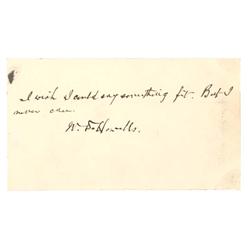 I wish I could say something fit. But I
never can.
W. D. Howells.